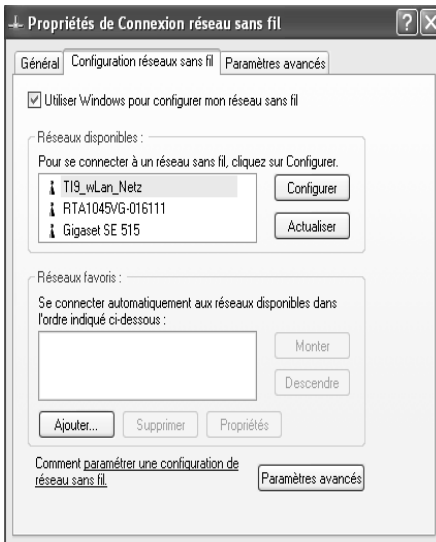 Propriétés de Connexion réseau sans fil
Général Configuration réseaux sans fil Paramètres avancés
Utiliser Windows pour configurer mon réseau sans fil
Réseaux disponibles :
Pour se connecter à un réseau sans fil, cliquez sur Configurer.
TI9_wLan_Netz
Configurer
RTA1045VG-016111
Gigaset SE 515
Actualiser
Réseaux favoris :
Se connecter automatiquement aux réseaux disponibles dans
l'ordre indiqué ci-dessous :
Monter
Descendre
Ajouter... Supprimer Propriétés
Comment paramétrer une configuration de
réseau sans fil.
Paramètres avancés